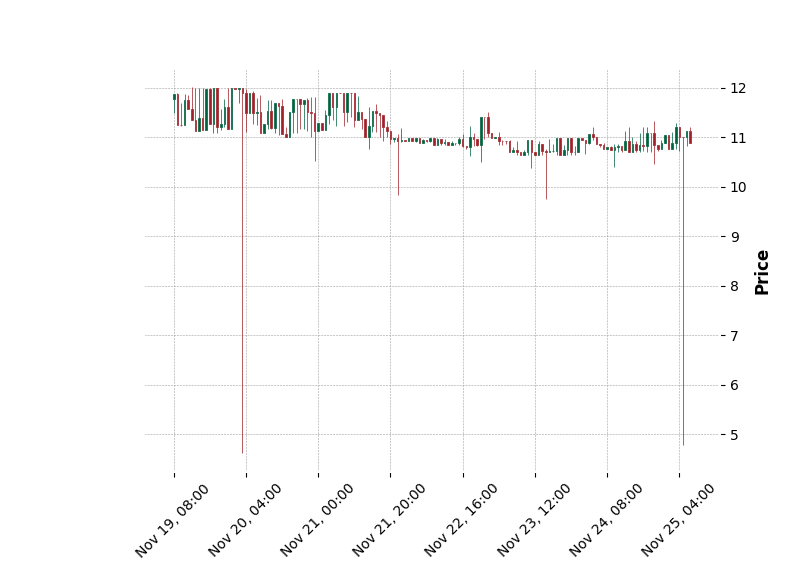 12
11
10
9
8
7
6
5
Price
Nov 19, 08:00
Nov 20, 04:00
Nov 21, 00:00
Nov 21, 20:00
Nov 22, 16:00
Nov 23, 12:00
Nov 24, 08:00
Nov 25, 04:00